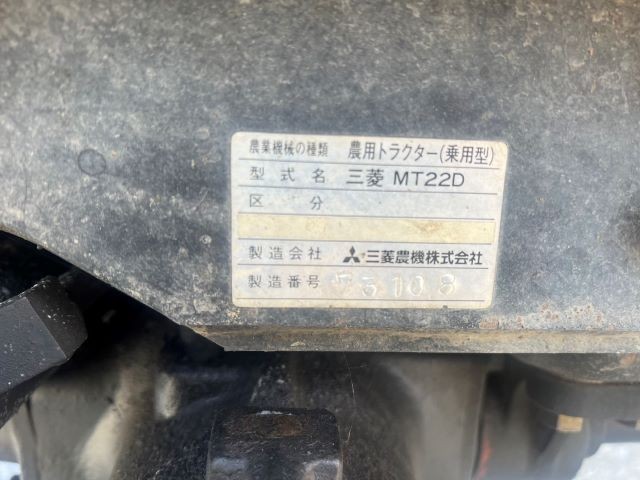 農業機械の種類 農用トラクター(乗用型)
型式名 三菱 MT22D
区分
製造会社 三菱農機株式会社
製造番号 5108